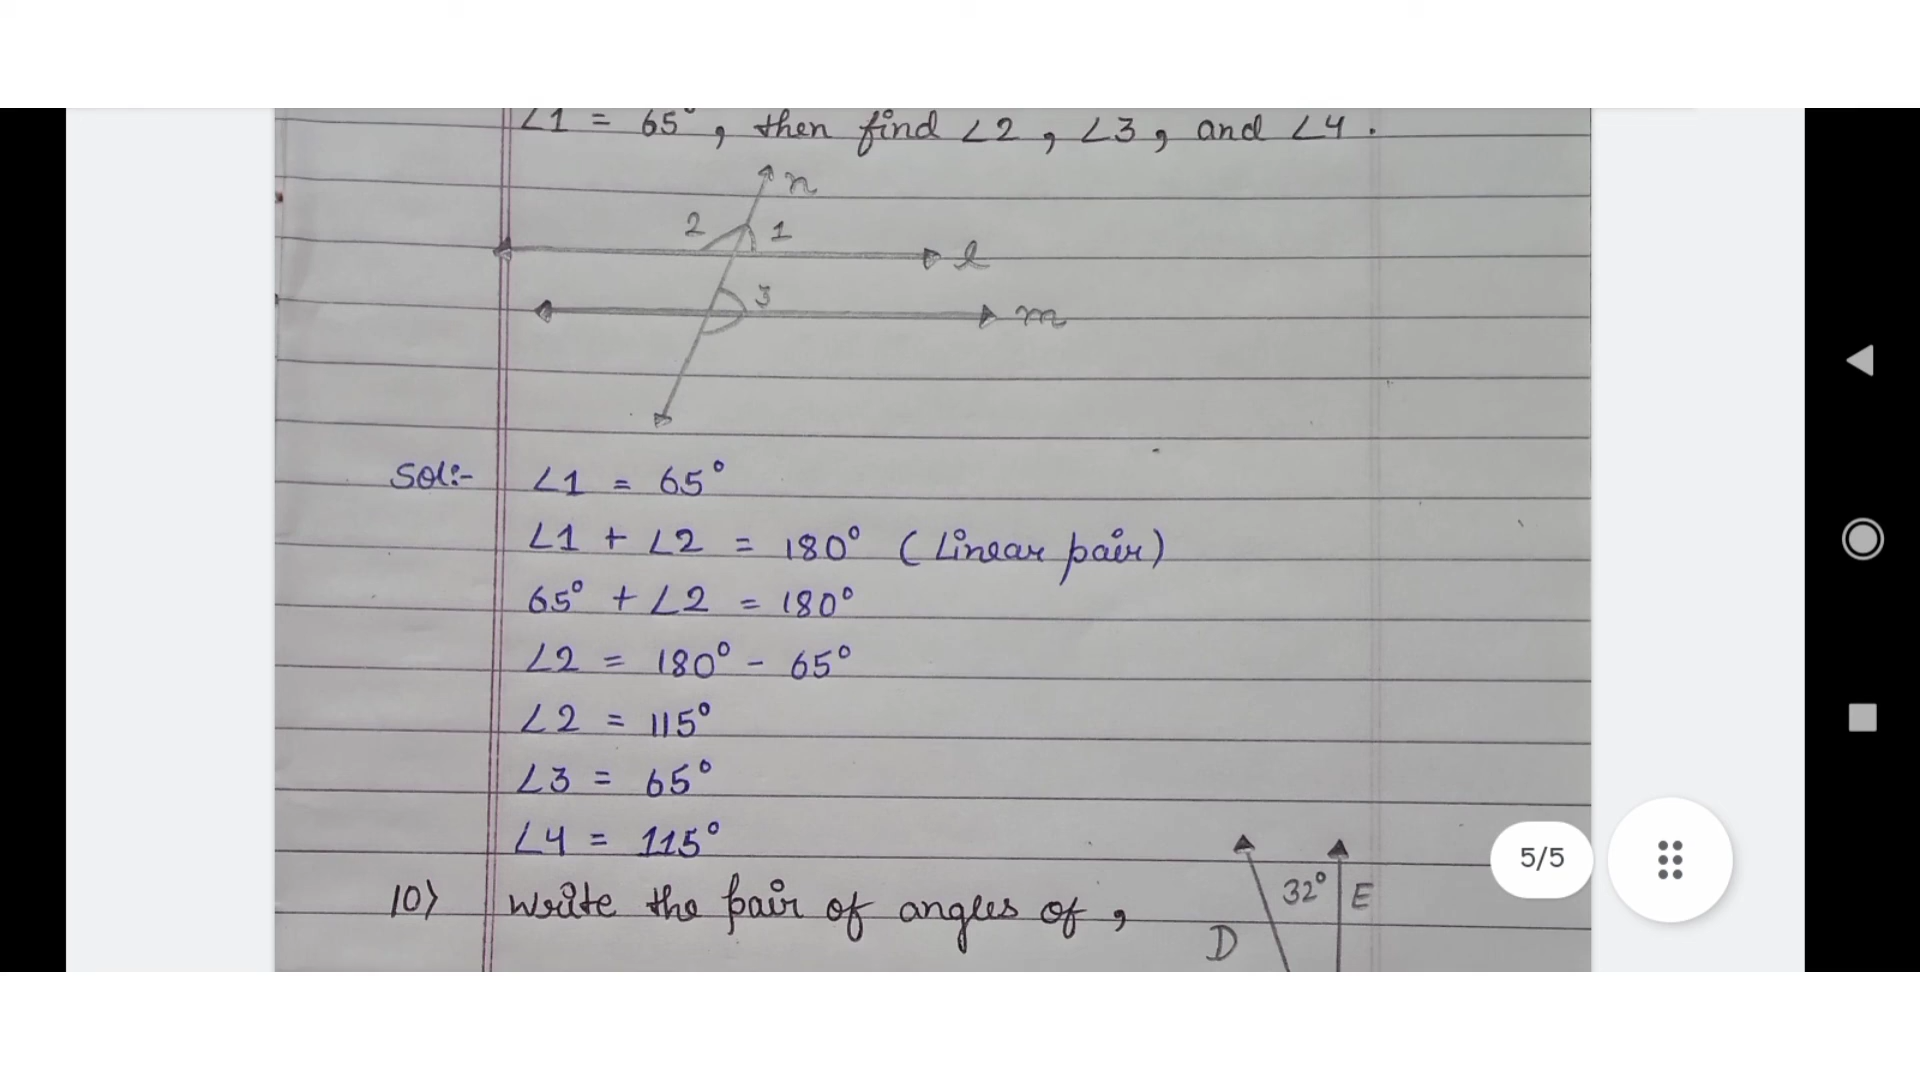 ∠1 = 65°, then find ∠2, ∠3, and ∠4.
n
2 1
l
3
m
Sol:- ∠1 = 65°
∠1 + ∠2 = 180° (Linear pair)
65° + ∠2 = 180°
∠2 = 180° - 65°
∠2 = 115°
∠3 = 65°
∠4 = 115°
5/5
32° E
10) Write the pair of angles of,
D